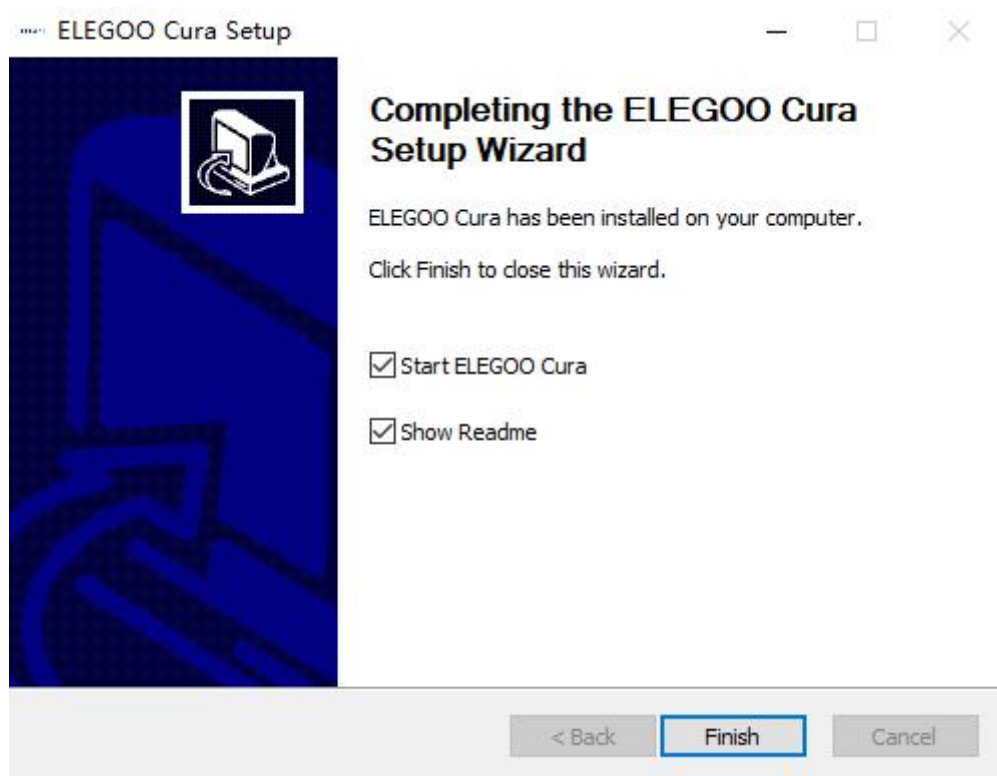 ELEGOO Cura Setup
Completing the ELEGOO Cura
Setup Wizard
ELEGOO Cura has been installed on your computer.
Click Finish to close this wizard.
Start ELEGOO Cura
Show Readme
< Back
Finish
Cancel